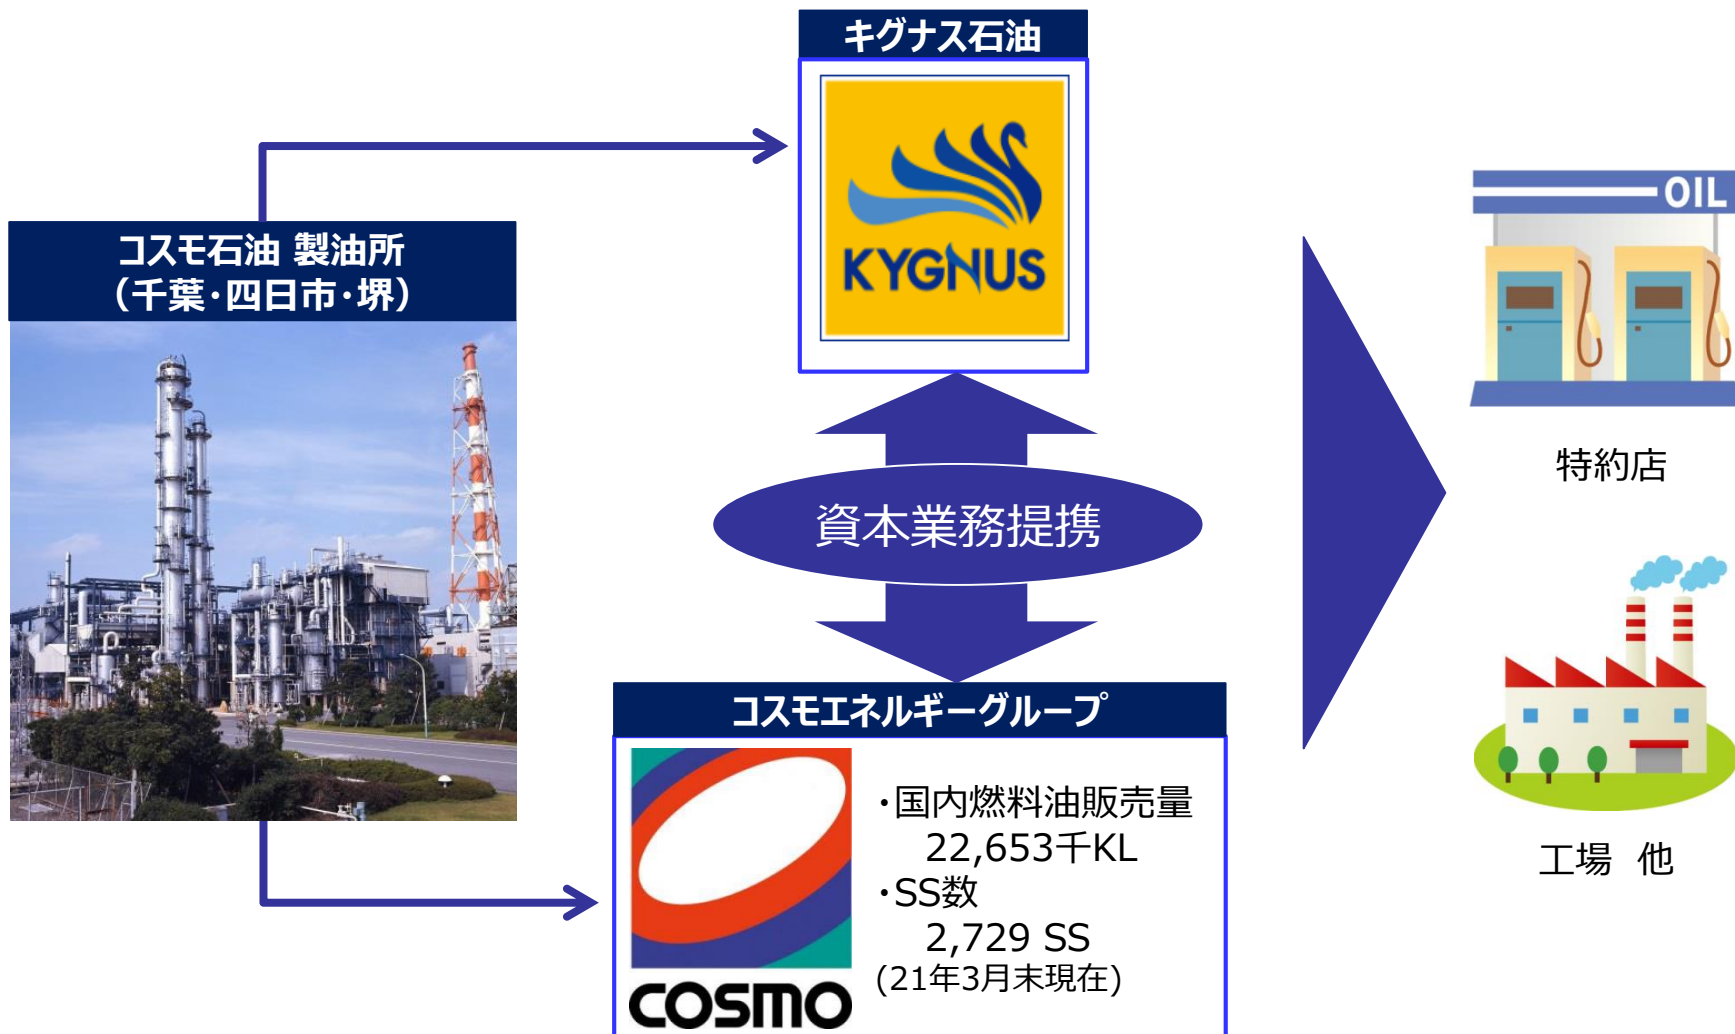 キグナス石油
KYGNUS
コスモ石油 製油所
（千葉・四日市・堺）
資本業務提携
コスモエネルギーグループ
COSMO
・国内燃料油販売量
22,653千KL
・SS数
2,729 SS
(21年3月末現在)
OIL
特約店
工場 他